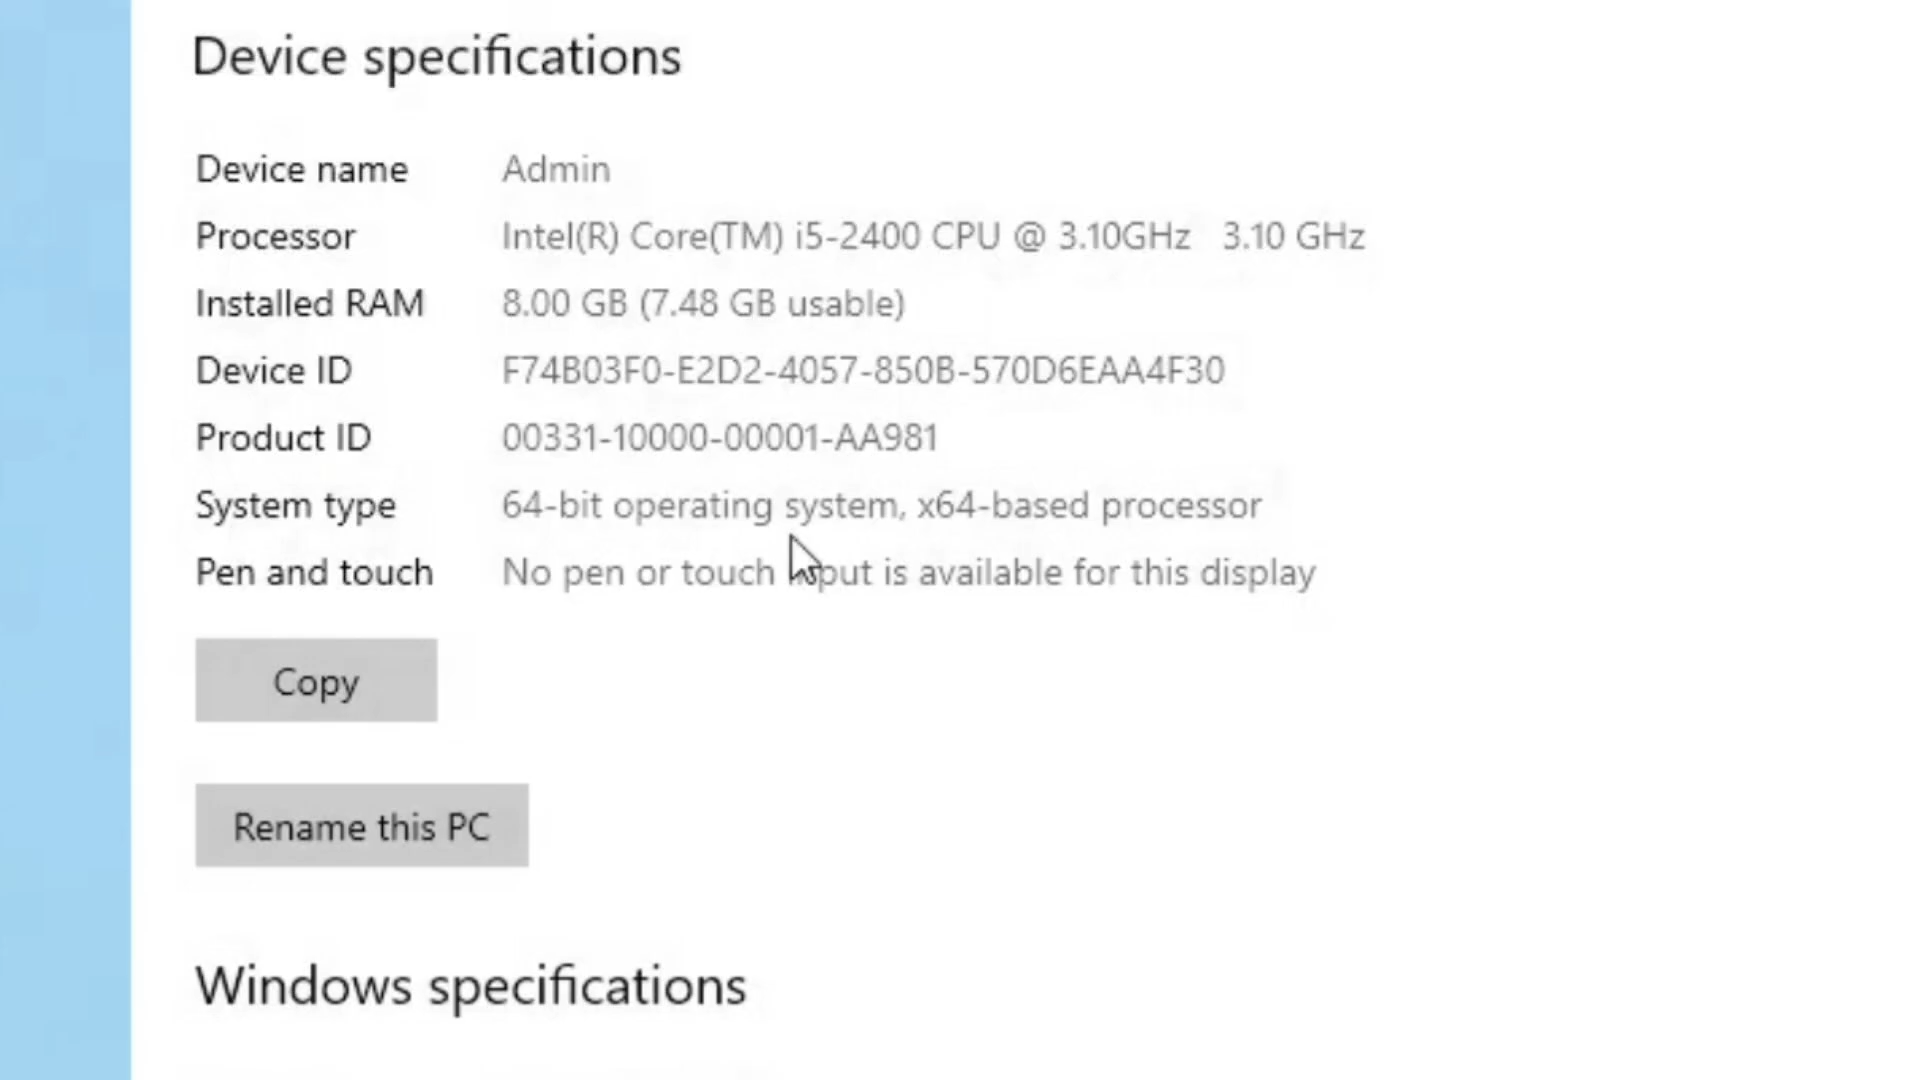 Device specifications
Device name Admin
Processor Intel(R) Core(TM) i5-2400 CPU @ 3.10GHz 3.10 GHz
Installed RAM 8.00 GB (7.48 GB usable)
Device ID F74B03F0-E2D2-4057-850B-570D6EAA4F30
Product ID 00331-10000-00001-AA981
System type 64-bit operating system, x64-based processor
Pen and touch No pen or touch input is available for this display
Copy
Rename this PC
Windows specifications